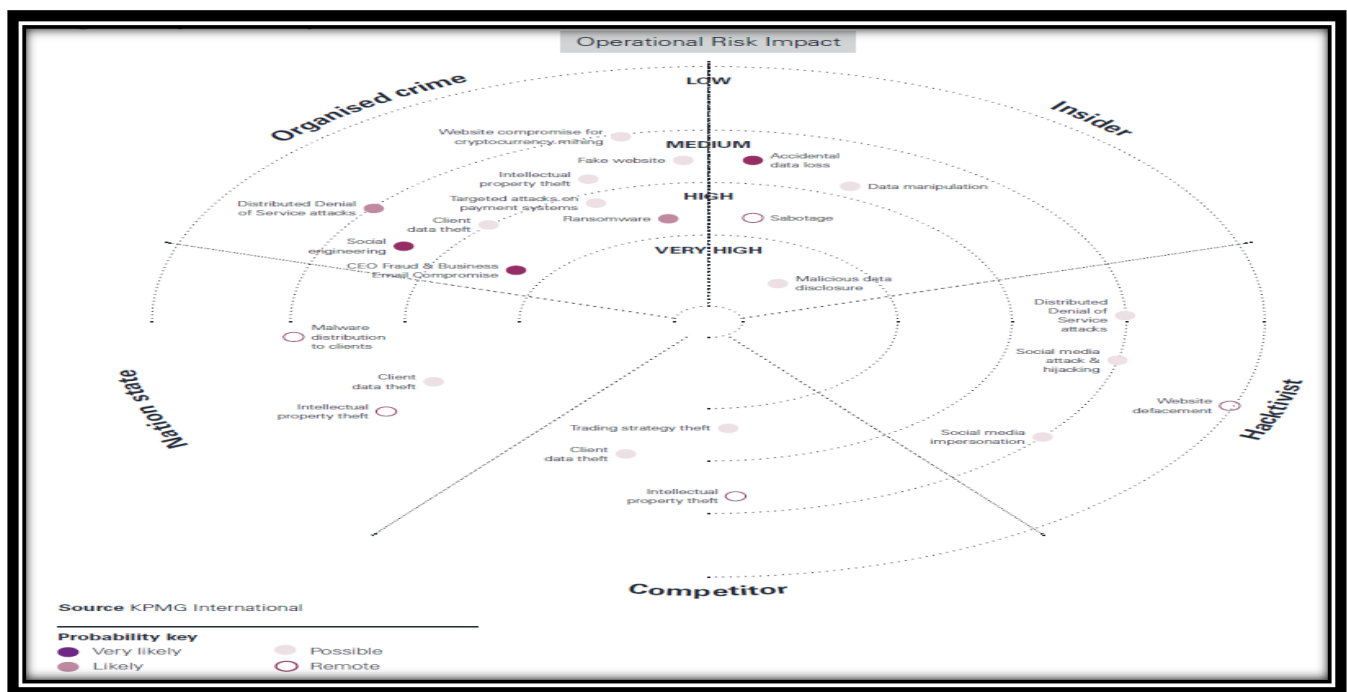 Operational Risk Impact
LOW
Organised crime
Insider
Website compromise for
cryptocurrency mining
MEDIUM
Fake website
Accidental
data loss
Intellectual
property theft
Data manipulation
Targeted attacks on
payment systems
HIGH
Distributed Denial
of Service attacks
Client
data theft
Ransomware
Sabotage
Social
engineering
VERY HIGH
CEO Fraud & Business
Email Compromise
Malicious data
disclosure
Distributed
Denial of
Service
attacks
Malware
distribution
to clients
Social media
attack &
hijacking
Nation state
Client
data theft
Intellectual
property theft
Website
defacement
Hacktivist
Trading strategy theft
Social media
impersonation
Client
data theft
Intellectual
property theft
Competitor
Source KPMG International
Probability key
Very likely
Possible
Likely
Remote